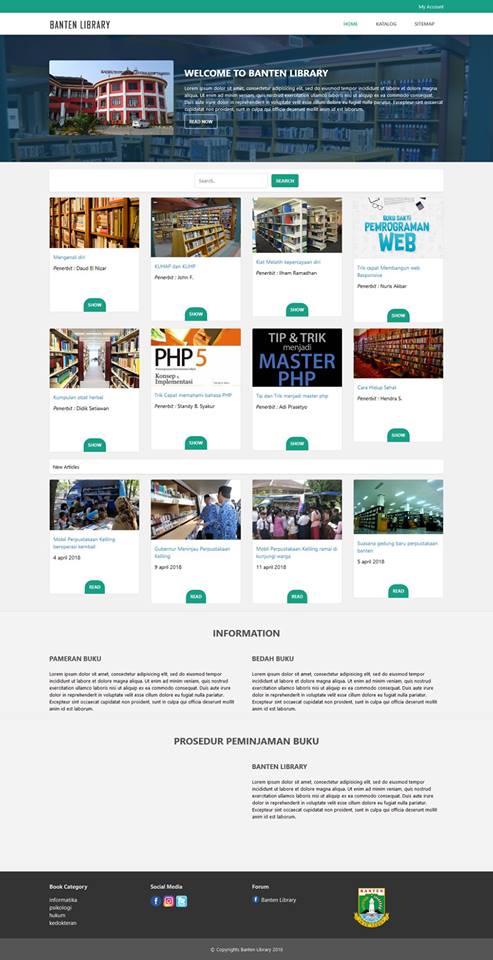 My Account
BANTEN LIBRARY
HOME
KATALOG
SITEMAP
WELCOME TO BANTEN LIBRARY
Lorem ipsum dolor sit amet, consectetur adipisicing elit, sed do eiusmod tempor incididunt ut labore et dolore magna aliqua.
Ut enim ad minim veniam, quis nostrud exercitation ullamco laboris nisi ut aliquip ex ea commodo consequat.
Duis aute irure dolor in reprehenderit in voluptate velit esse cillum dolore eu fugiat nulla pariatur. Excepteur sint occaecat
cupidatat non proident, sunt in culpa qui officia deserunt mollit anim id est laborum.
READ NOW
Search..
SEARCH
Mengenali diri
Penerbit : Daud El Nizar
SHOW
KUHAP dan KUHP
Penerbit : John F.
SHOW
Kiat Melatih kepercayaan diri
Penerbit : Ilham Ramadhan
SHOW
BUKU SAKTI
PEMROGRAMAN
WEB
Trik cepat Membangun web
Responsive
Penerbit : Nuris Akbar
SHOW
Kumpulan obat herbal
Penerbit : Didik Setiawan
SHOW
PHP 5
Konsep &
Implementasi
Trik Cepat memahami bahasa PHP
Penerbit : Standy B. Syakur
SHOW
TIP & TRIK
menjadi
MASTER
PHP
Tip dan Trik menjadi master php
Penerbit : Adi Prasetyo
SHOW
Cara Hidup Sehat
Penerbit : Hendra S.
SHOW
New Articles
Mobil Perpustakaan Keliling
beroperasi kembali
4 april 2018
READ
Gubernur Meninjau Perpustakaan
Keliling
9 april 2018
READ
Mobil Perpustakaan Keliling ramai di
kunjungi warga
11 april 2018
READ
Suasana gedung baru perpustakaan
banten
5 april 2018
READ
INFORMATION
PAMERAN BUKU
Lorem ipsum dolor sit amet, consectetur adipisicing elit, sed do eiusmod tempor
incididunt ut labore et dolore magna aliqua. Ut enim ad minim veniam, quis nostrud
exercitation ullamco laboris nisi ut aliquip ex ea commodo consequat. Duis aute irure
dolor in reprehenderit in voluptate velit esse cillum dolore eu fugiat nulla pariatur.
Excepteur sint occaecat cupidatat non proident, sunt in culpa qui officia deserunt mollit
anim id est laborum.
BEDAH BUKU
Lorem ipsum dolor sit amet, consectetur adipisicing elit, sed do eiusmod tempor
incididunt ut labore et dolore magna aliqua. Ut enim ad minim veniam, quis nostrud
exercitation ullamco laboris nisi ut aliquip ex ea commodo consequat. Duis aute irure
dolor in reprehenderit in voluptate velit esse cillum dolore eu fugiat nulla pariatur.
Excepteur sint occaecat cupidatat non proident, sunt in culpa qui officia deserunt mollit
anim id est laborum.
PROSEDUR PEMINJAMAN BUKU
BANTEN LIBRARY
Lorem ipsum dolor sit amet, consectetur adipisicing elit, sed do eiusmod tempor
incididunt ut labore et dolore magna aliqua. Ut enim ad minim veniam, quis nostrud
exercitation ullamco laboris nisi ut aliquip ex ea commodo consequat. Duis aute irure
dolor in reprehenderit in voluptate velit esse cillum dolore eu fugiat nulla pariatur.
Excepteur sint occaecat cupidatat non proident, sunt in culpa qui officia deserunt mollit
anim id est laborum.
Book Category
informatika
psikologi
hukum
kedokteran
Social Media
Forum
Banten Library
BANTEN
© Copyrights Banten Library 2018